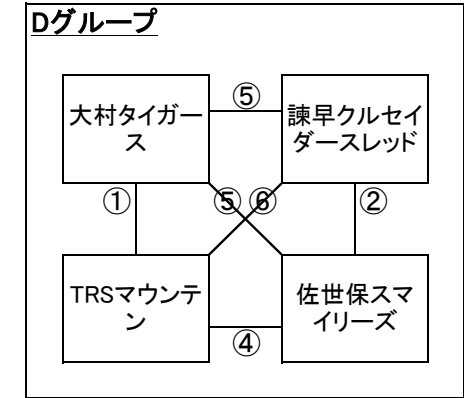 Dグループ
大村タイガー
ス
⑤
諫早クルセイ
ダースレッド
①
⑤
⑥
②
TRSマウンテ
ン
④
佐世保スマ
イリーズ